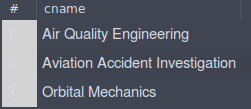 # cname
Air Quality Engineering
Aviation Accident Investigation
Orbital Mechanics